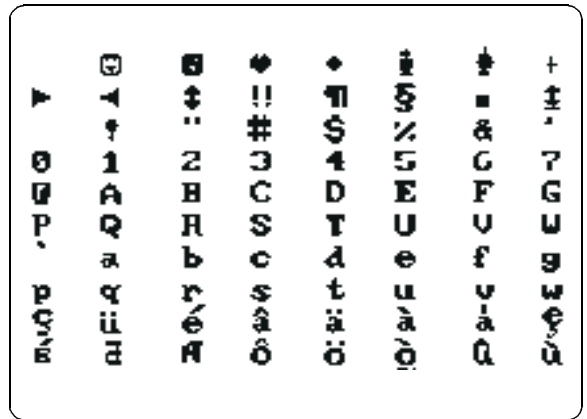 ☺ ☻ ♥ ♦ ♣ ♠
► ◄ ↕ ‼ ¶ § ■ ↨
! " # $ % & '
0 1 2 3 4 5 6 7
@ A B C D E F G
P Q R S T U V W
` a b c d e f g
p q r s t u v w
Ç ü é â ä à å ç
É æ Æ ô ö ò û ù